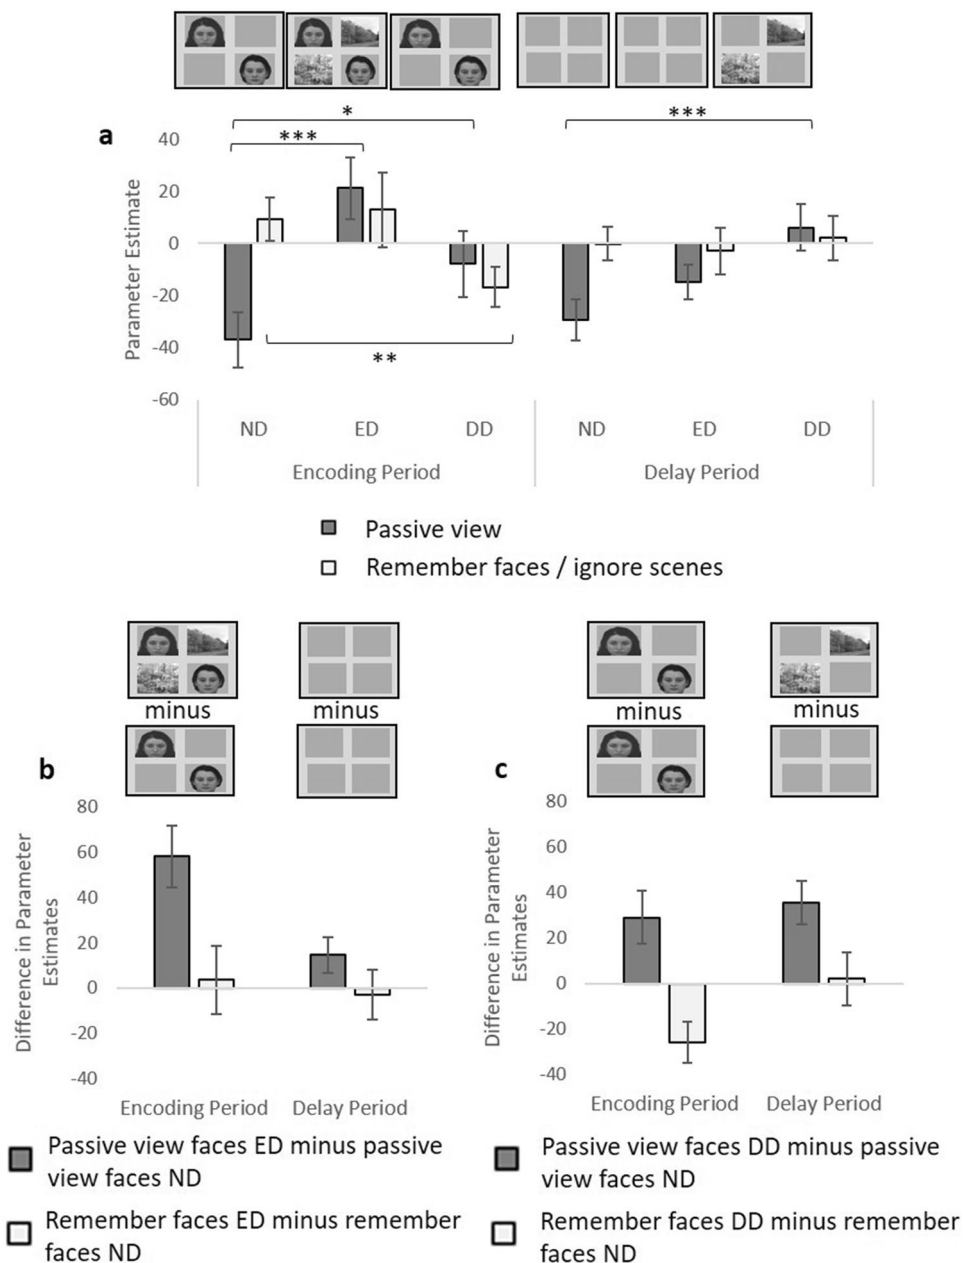 *
***
***
a
40
20
0
-20
-40
-60
Parameter Estimate
**
ND
ED
DD
ND
ED
DD
Encoding Period
Delay Period
Passive view
Remember faces / ignore scenes
minus
minus
minus
minus
b
80
60
40
20
0
-20
-40
Difference in Parameter
Estimates
Encoding Period
Delay Period
Passive view faces ED minus passive
view faces ND
Remember faces ED minus remember
faces ND
c
80
60
40
20
0
-20
-40
Difference in Parameter
Estimates
Encoding Period
Delay Period
Passive view faces DD minus passive
view faces ND
Remember faces DD minus remember
faces ND